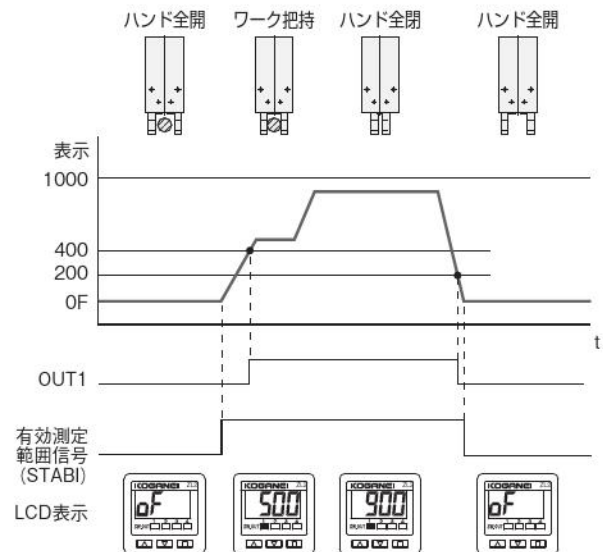 ハンド全開 ワーク把持 ハンド全閉 ハンド全開
表示
1000
400
200
0F
t
OUT1
有効測定
範囲信号
(STABI)
LCD表示
KOGANEI KOGANEI KOGANEI KOGANEI
oF 500 900 oF